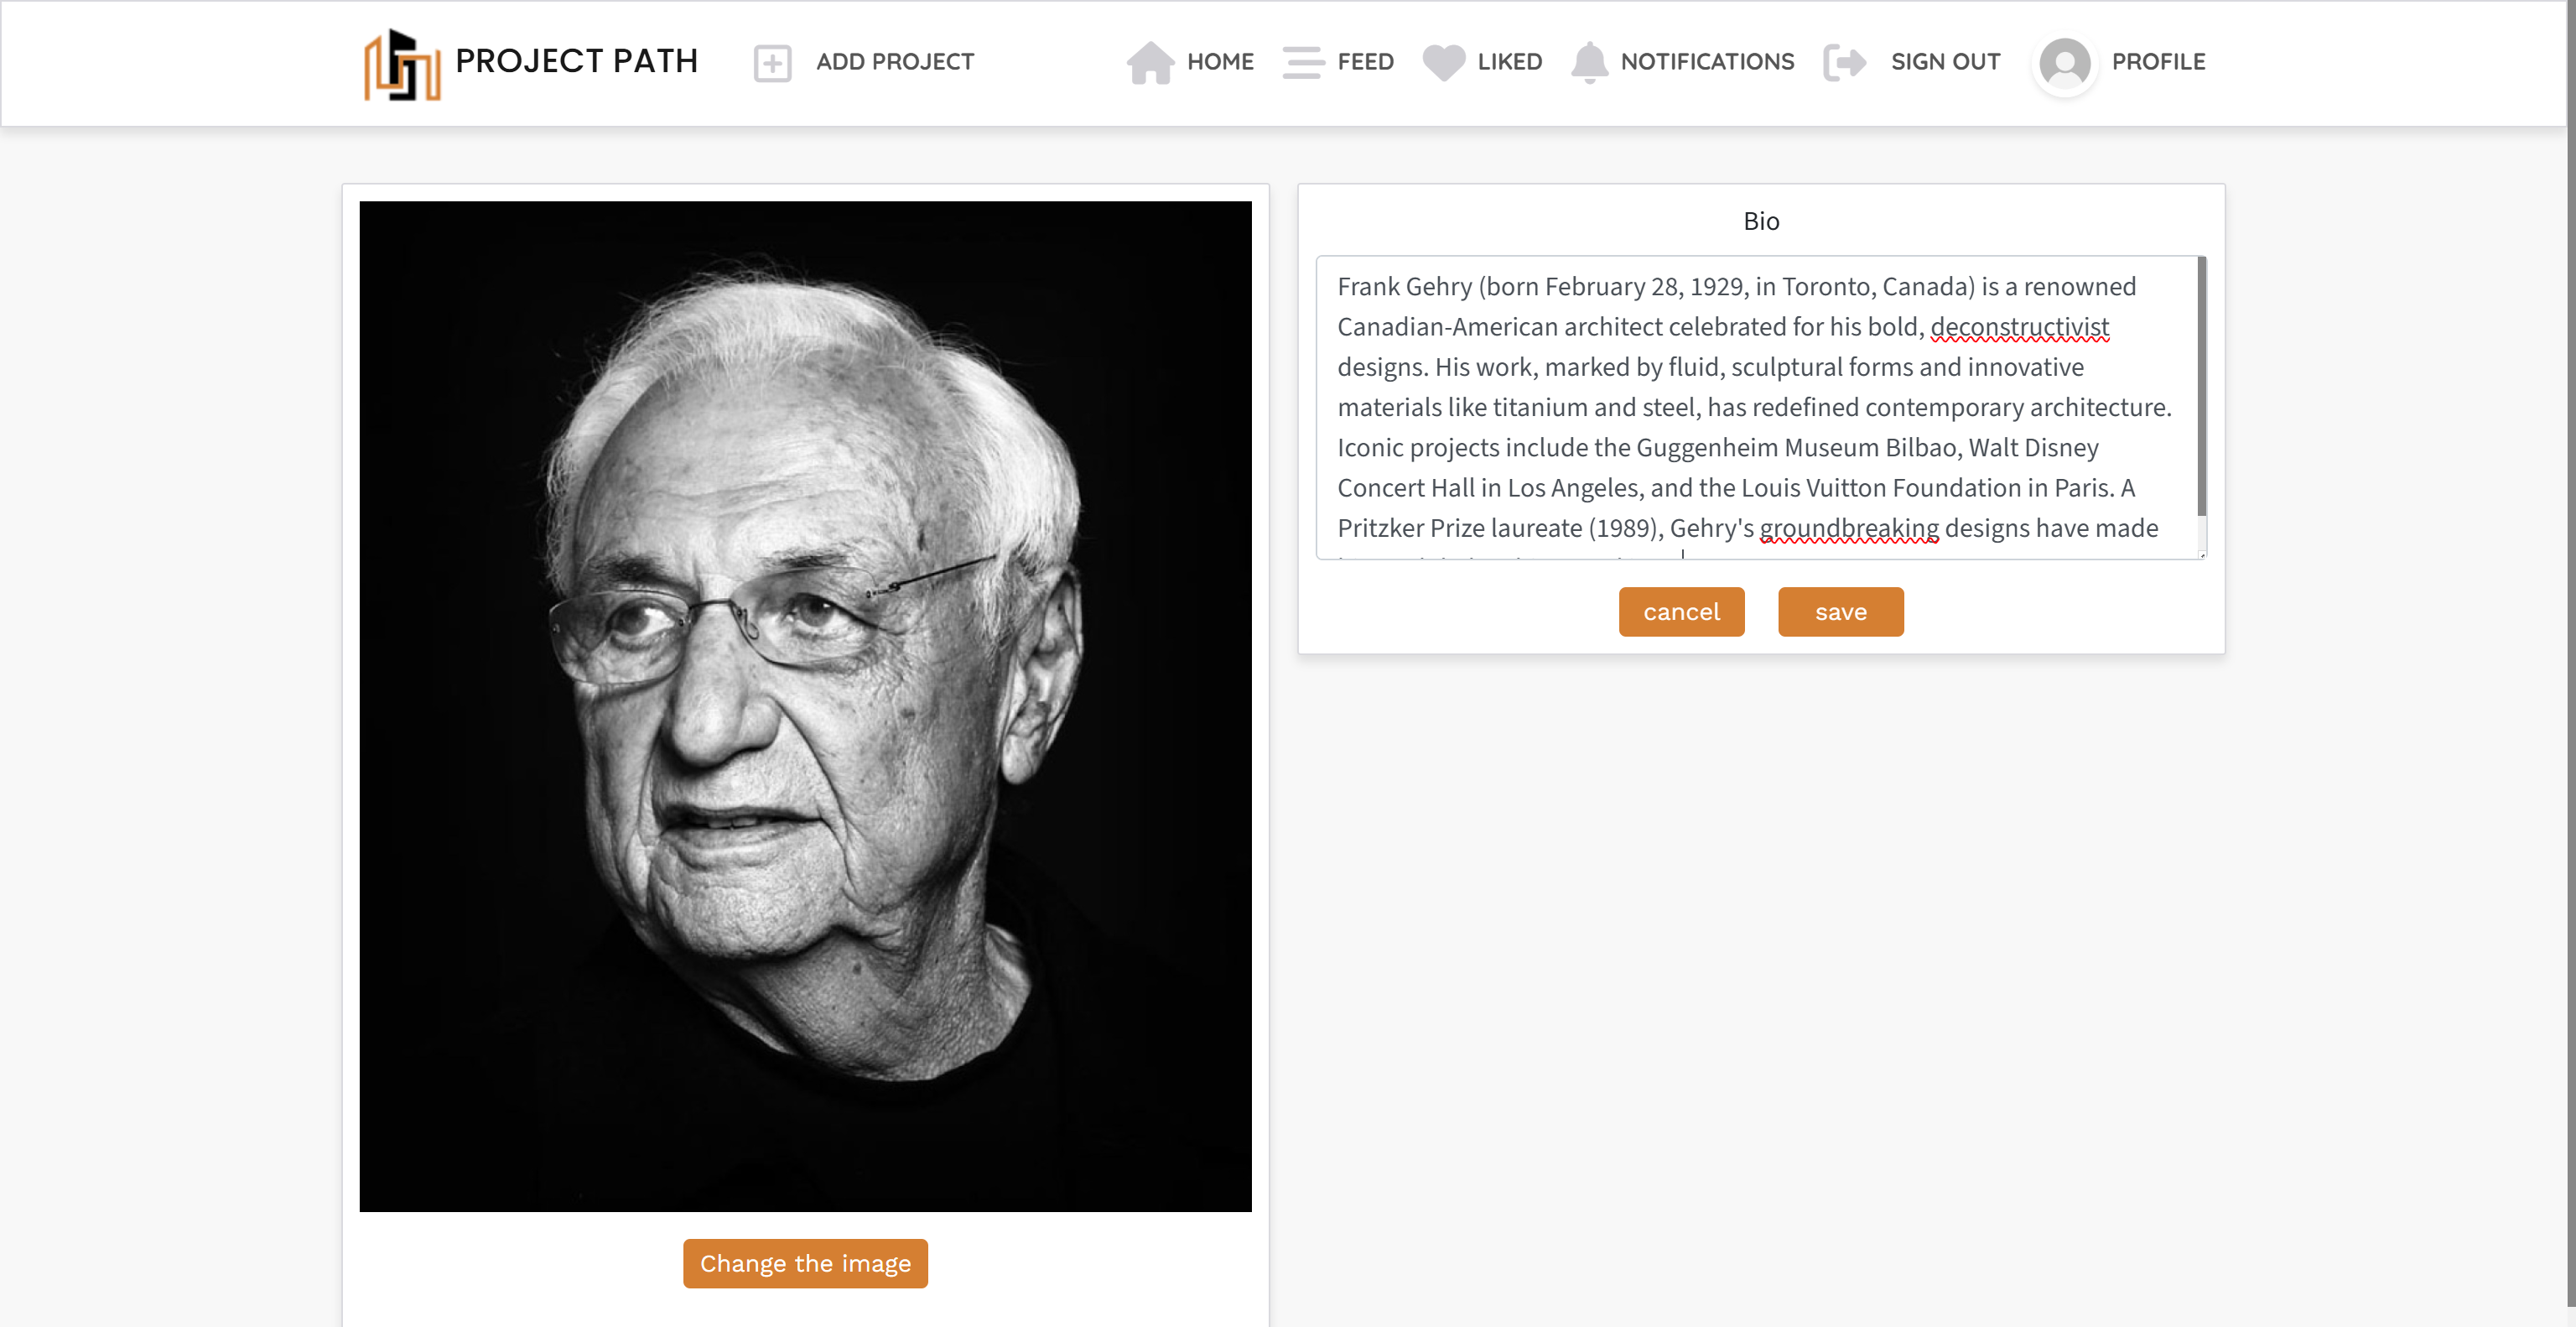 PROJECT PATH
ADD PROJECT
HOME
FEED
LIKED
NOTIFICATIONS
SIGN OUT
PROFILE
Bio
Frank Gehry (born February 28, 1929, in Toronto, Canada) is a renowned
Canadian-American architect celebrated for his bold, deconstructivist
designs. His work, marked by fluid, sculptural forms and innovative
materials like titanium and steel, has redefined contemporary architecture.
Iconic projects include the Guggenheim Museum Bilbao, Walt Disney
Concert Hall in Los Angeles, and the Louis Vuitton Foundation in Paris. A
Pritzker Prize laureate (1989), Gehry's groundbreaking designs have made
cancel
save
Change the image